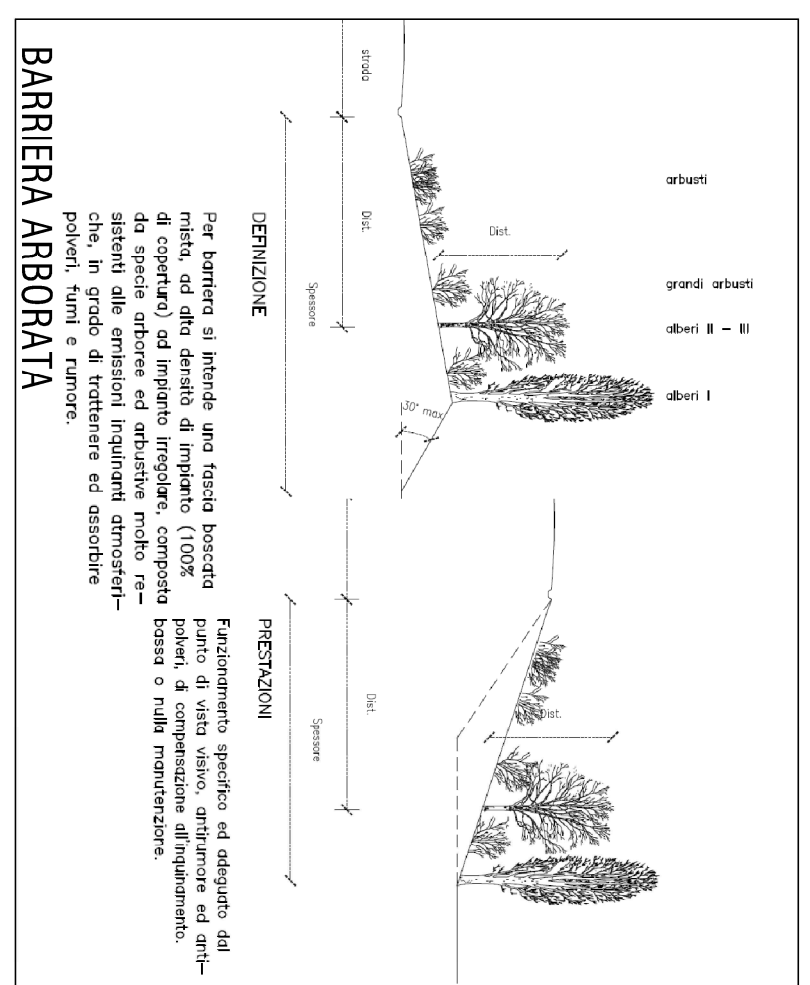 BARRIERA ARBORATA
DEFINIZIONE
Per barriera si intende una fascia boscata
mista, ad alta densità di impianto (100%
di copertura) ad impianto irregolare, composta
da specie arboree ed arbustive molto re–
sistenti alle emissioni inquinanti atmosferi–
che, in grado di trattenere ed assorbire
polveri, fumi e rumore.
PRESTAZIONI
Funzionamento specifico ed adeguato dal
punto di vista visivo, antirumore ed anti–
polveri, di compensazione all'inquinamento.
bassa o nulla manutenzione.
strada
Dist.
Spessore
Dist.
30° max
arbusti
grandi arbusti
alberi II – III
alberi I
Dist.
Spessore
Dist.